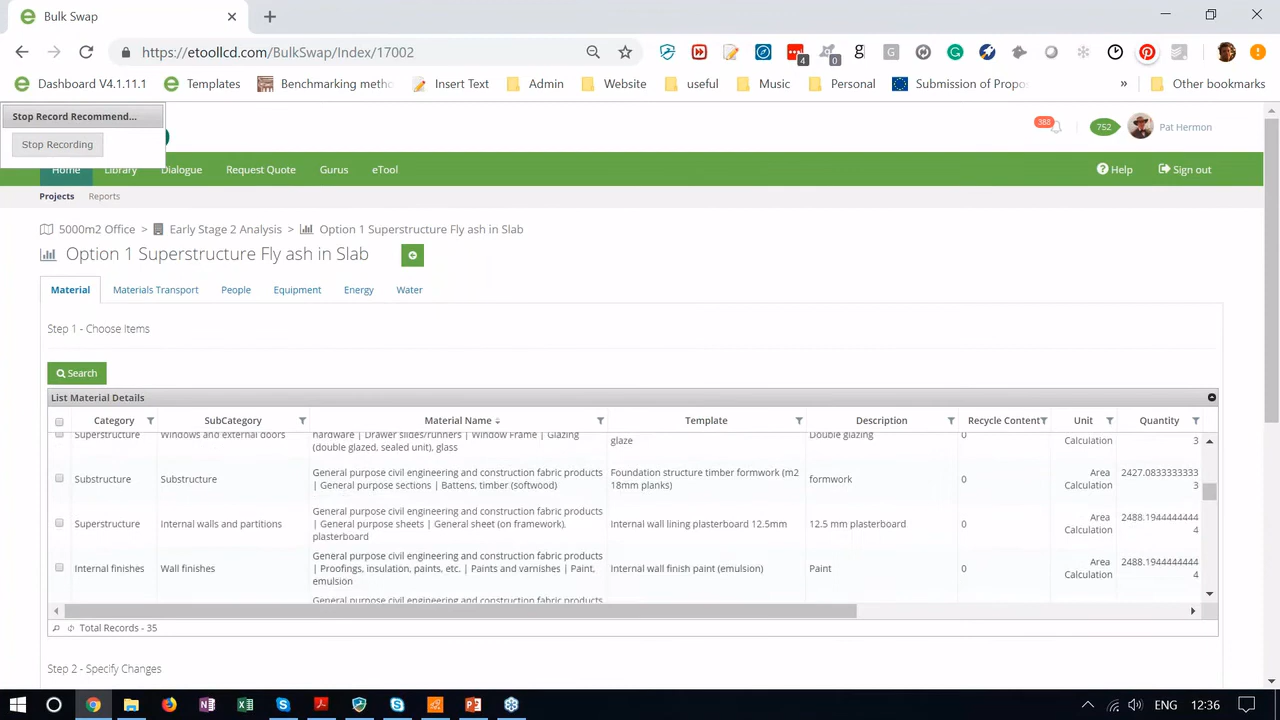 Bulk Swap
https://etoollcd.com/BulkSwap/Index/17002
4
0
Dashboard V4.1.11.1
Templates
Benchmarking metho
Insert Text
Admin
Website
useful
Music
Personal
Submission of Propo
»
Other bookmarks
Stop Record Recommend...
Stop Recording
388
752
Pat Hermon
Home
Library
Dialogue
Request Quote
Gurus
eTool
Help
Sign out
Projects
Reports
5000m2 Office > Early Stage 2 Analysis > Option 1 Superstructure Fly ash in Slab
Option 1 Superstructure Fly ash in Slab
Material
Materials Transport
People
Equipment
Energy
Water
Step 1 - Choose Items
Search
List Material Details
Category
SubCategory
Material Name
Template
Description
Recycle Content
Unit
Quantity
Superstructure
Windows and external doors
hardware | Drawer slides/runners | Window Frame | Glazing
(double glazed, sealed unit), glass
glaze
Double glazing
0
Calculation
3
Substructure
Substructure
General purpose civil engineering and construction fabric products
| General purpose sections | Battens, timber (softwood)
Foundation structure timber formwork (m2
18mm planks)
formwork
0
Area
Calculation
2427.0833333333
3
Superstructure
Internal walls and partitions
General purpose civil engineering and construction fabric products
| General purpose sheets | General sheet (on framework),
plasterboard
Internal wall lining plasterboard 12.5mm
12.5 mm plasterboard
0
Area
Calculation
2488.1944444444
4
Internal finishes
Wall finishes
General purpose civil engineering and construction fabric products
| Proofings, insulation, paints, etc. | Paints and varnishes | Paint,
emulsion
Internal wall finish paint (emulsion)
Paint
0
Area
Calculation
2488.1944444444
4
General purpose civil engineering and construction fabric products
Total Records - 35
Step 2 - Specify Changes
ENG
12:36